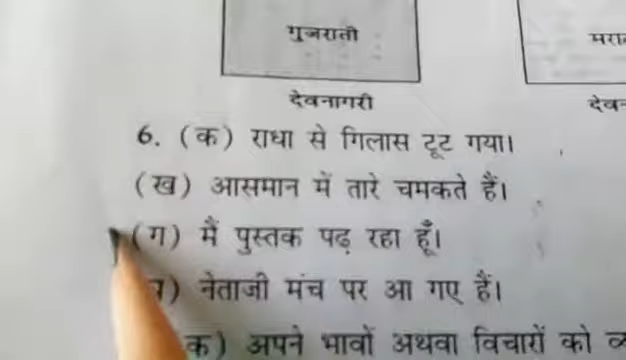 गुजराती
देवनागरी
6. (क) राधा से गिलास टूट गया।
(ख) आसमान में तारे चमकते हैं।
(ग) मैं पुस्तक पढ़ रहा हूँ।
नेताजी मंच पर आ गए हैं।
क) अपने भावों अथवा विचारों को